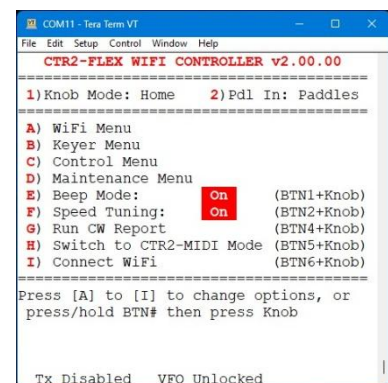 COM11 - Tera Term VT
File Edit Setup Control Window Help
CTR2-FLEX WIFI CONTROLLER v2.00.00
========================================
1)Knob Mode: Home 2)Pdl In: Paddles
========================================
A) WiFi Menu
B) Keyer Menu
C) Control Menu
D) Maintenance Menu
E) Beep Mode: On (BTN1+Knob)
F) Speed Tuning: On (BTN2+Knob)
G) Run CW Report (BTN4+Knob)
H) Switch to CTR2-MIDI Mode (BTN5+Knob)
I) Connect WiFi (BTN6+Knob)
========================================
Press [A] to [I] to change options, or
press/hold BTN# then press Knob
Tx Disabled VFO Unlocked